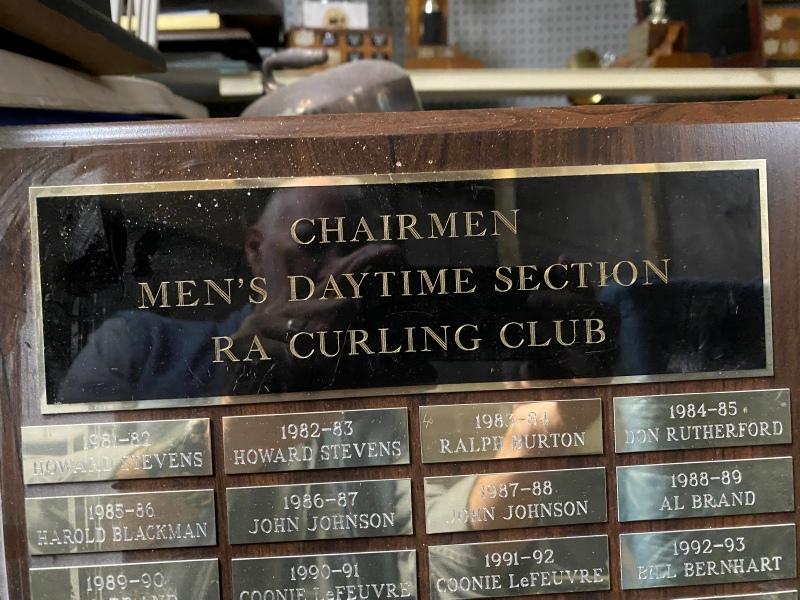 CHAIRMEN
MEN'S DAYTIME SECTION
RA CURLING CLUB
1981-82
HOWARD STEVENS
1982-83
HOWARD STEVENS
1983-84
RALPH BURTON
1984-85
DON RUTHERFORD
1985-86
HAROLD BLACKMAN
1986-87
JOHN JOHNSON
1987-88
JOHN JOHNSON
1988-89
AL BRAND
1989-90
1990-91
COONIE LeFEUVRE
1991-92
COONIE LeFEUVRE
1992-93
BILL BERNHART